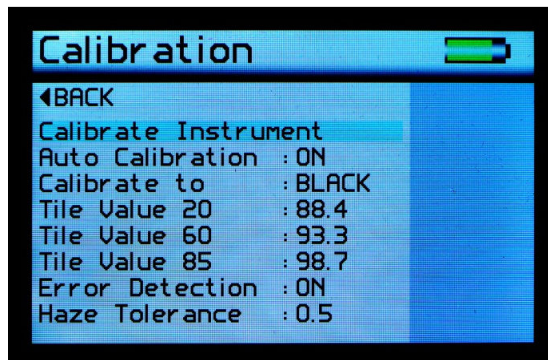 Calibration
◀BACK
Calibrate Instrument
Auto Calibration : ON
Calibrate to : BLACK
Tile Value 20 : 88.4
Tile Value 60 : 93.3
Tile Value 85 : 98.7
Error Detection : ON
Haze Tolerance : 0.5